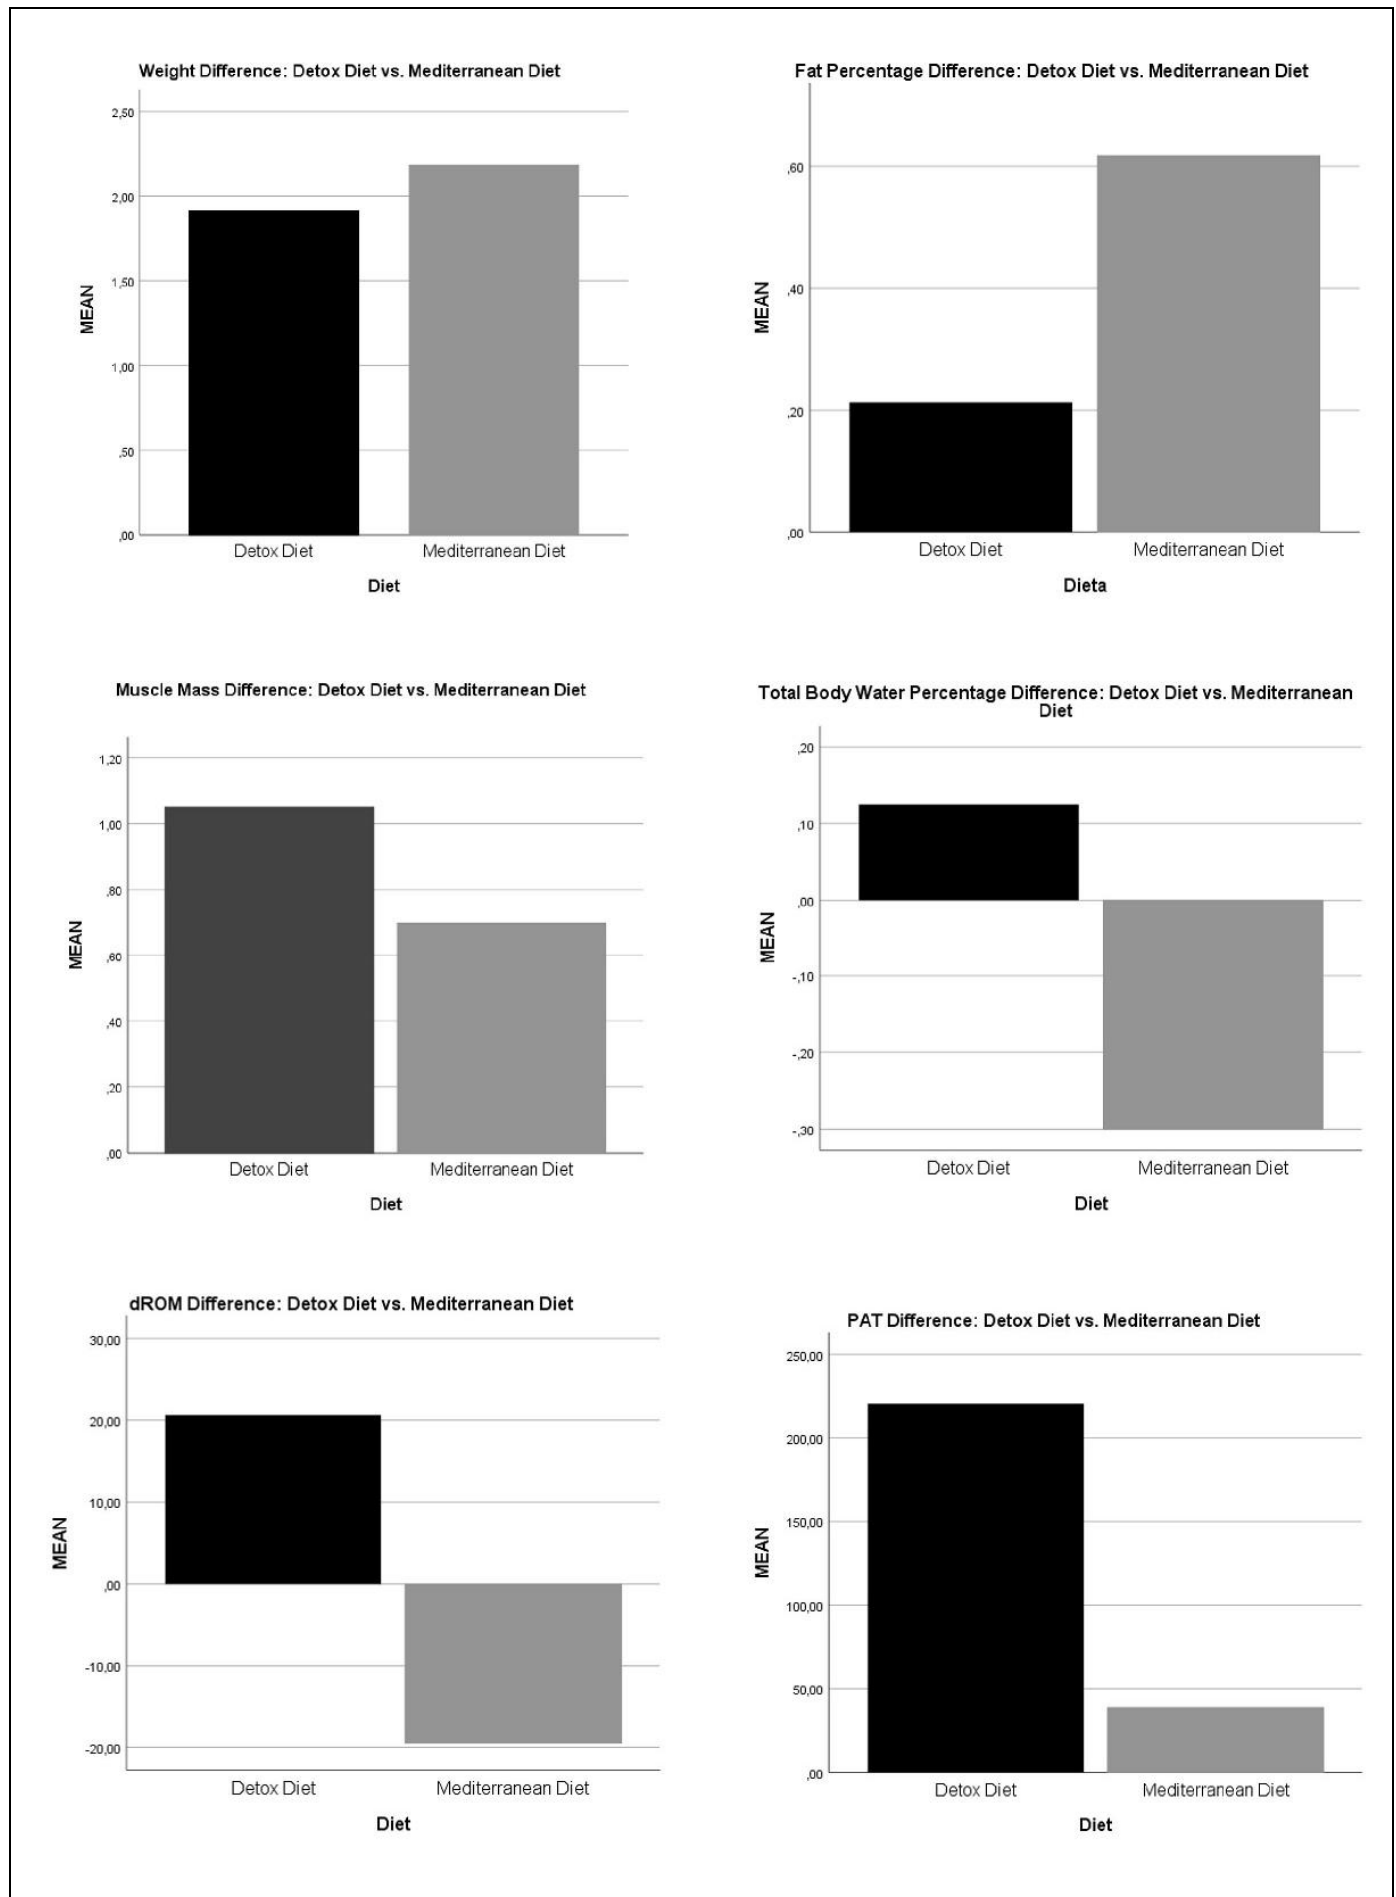 Weight Difference: Detox Diet vs. Mediterranean Diet
2,50
2,00
1,50
1,00
,50
,00
MEAN
Detox Diet
Mediterranean Diet
Diet
Fat Percentage Difference: Detox Diet vs. Mediterranean Diet
,60
,40
,20
,00
MEAN
Detox Diet
Mediterranean Diet
Dieta
Muscle Mass Difference: Detox Diet vs. Mediterranean Diet
1,20
1,00
,80
,60
,40
,20
,00
MEAN
Detox Diet
Mediterranean Diet
Diet
Total Body Water Percentage Difference: Detox Diet vs. Mediterranean
Diet
,20
,10
,00
-,10
-,20
-,30
MEAN
Detox Diet
Mediterranean Diet
Diet
dROM Difference: Detox Diet vs. Mediterranean Diet
30,00
20,00
10,00
,00
-10,00
-20,00
MEAN
Detox Diet
Mediterranean Diet
Diet
PAT Difference: Detox Diet vs. Mediterranean Diet
250,00
200,00
150,00
100,00
50,00
,00
MEAN
Detox Diet
Mediterranean Diet
Diet